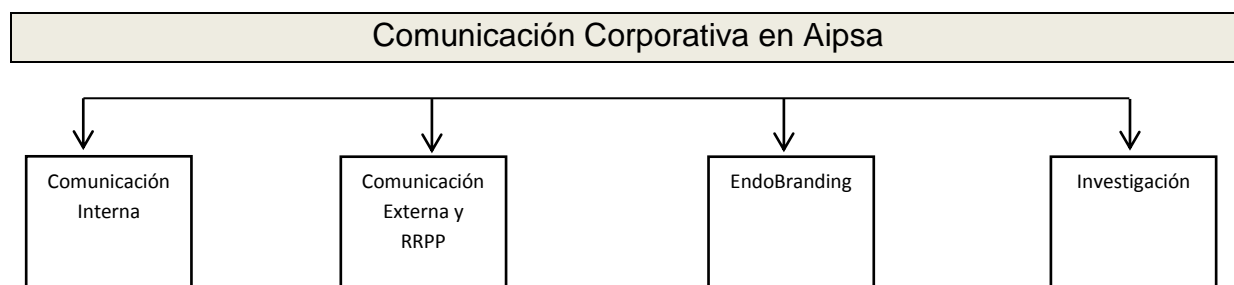 Comunicación Corporativa en Aipsa
Comunicación
Interna
Comunicación
Externa y
RRPP
EndoBranding
Investigación